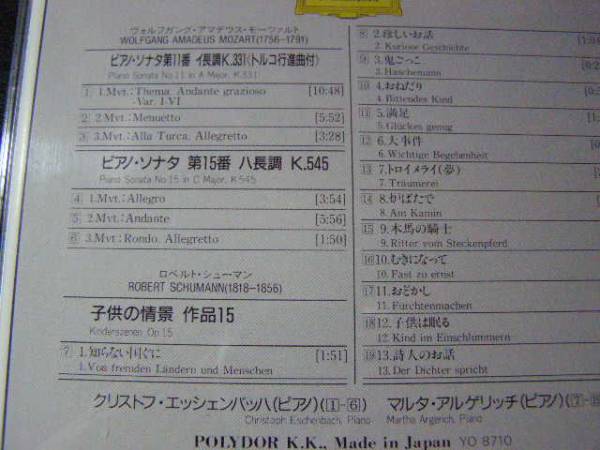 ヴォルフガング・アマデウス・モーツァルト
WOLFGANG AMADEUS MOZART(1756-1791)
ピアノ・ソナタ第11番 イ長調K.331〈トルコ行進曲付〉
Piano Sonata No.11 in A Major, K.331
1 1.Mvt.:Thema. Andante grazioso [10:48]
-Var. I-VI
2 2.Mvt.:Menuetto [5:52]
3 3.Mvt.:Alla Turca. Allegretto [3:28]
ピアノ・ソナタ 第15番 ハ長調 K.545
Piano Sonata No.15 in C Major, K.545
4 1.Mvt.:Allegro [3:54]
5 2.Mvt.:Andante [5:56]
6 3.Mvt.:Rondo. Allegretto [1:50]
ロベルト・シューマン
ROBERT SCHUMANN(1818-1856)
子供の情景 作品15
Kinderszenen Op.15
7 1.知らない国ぐに [1:51]
1.Von fremden Ländern und Menschen
8 2.珍しいお話
2.Kuriose Geschichte
9 3.鬼ごっこ
3.Haschemann
10 4.おねだり
4.Bittendes Kind
11 5.満足
5.Glückes genug
12 6.大事件
6.Wichtige Begebenheit
13 7.トロイメライ(夢)
7.Träumerei
14 8.炉ばたで
8.Am Kamin
15 9.木馬の騎士
9.Ritter vom Steckenpferd
16 10.むきになって
10.Fast zu ernst
17 11.おどかし
11.Fürchtenmachen
18 12.子供は眠る
12.Kind im Einschlummern
19 13.詩人のお話
13.Der Dichter spricht
クリストフ・エッシェンバッハ(ピアノ)(1-6)
Christoph Eschenbach, Piano
マルタ・アルゲリッチ(ピアノ)(7-
Martha Argerich, Piano
POLYDOR K.K., Made in Japan YO 8710